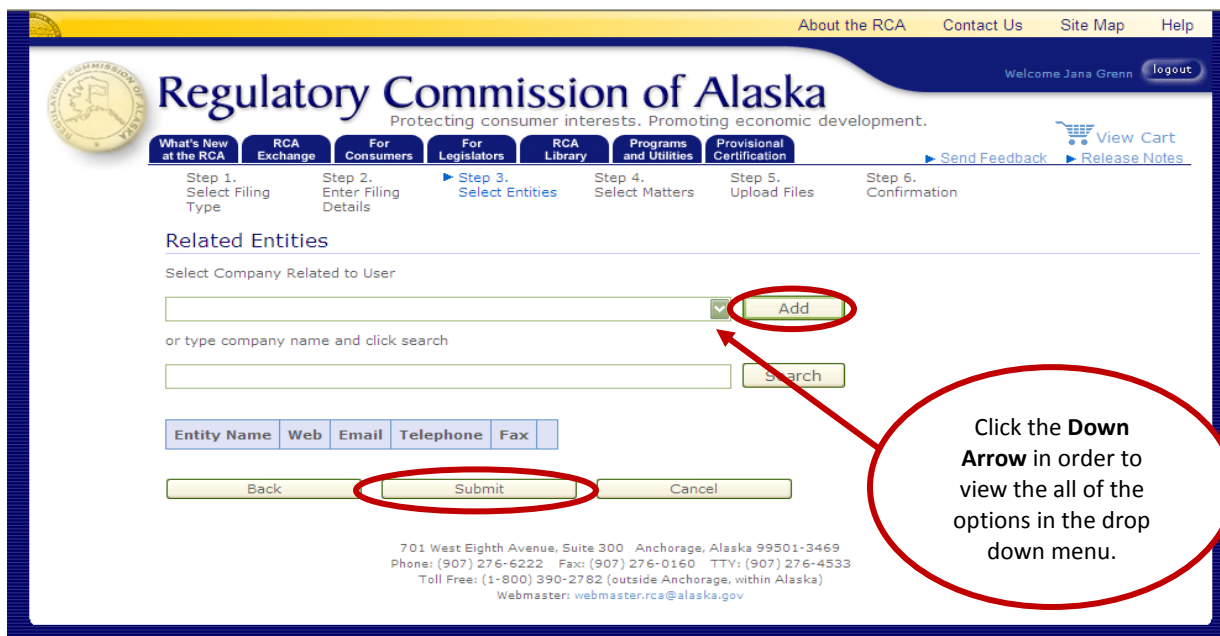 About the RCA Contact Us Site Map Help
Welcome Jana Grenn logout
Regulatory Commission of Alaska
Protecting consumer interests. Promoting economic development.
View Cart
What's New at the RCA
RCA Exchange
For Consumers
For Legislators
RCA Library
Programs and Utilities
Provisional Certification
Send Feedback Release Notes
Step 1. Select Filing Type
Step 2. Enter Filing Details
Step 3. Select Entities
Step 4. Select Matters
Step 5. Upload Files
Step 6. Confirmation
Related Entities
Select Company Related to User
Add
or type company name and click search
Search
Entity Name Web Email Telephone Fax
Back Submit Cancel
Click the Down
Arrow in order to
view the all of the
options in the drop
down menu.
701 West Eighth Avenue, Suite 300 Anchorage, Alaska 99501-3469
Phone: (907) 276-6222 Fax: (907) 276-0160 TTY: (907) 276-4533
Toll Free: (1-800) 390-2782 (outside Anchorage, within Alaska)
Webmaster: webmaster.rca@alaska.gov